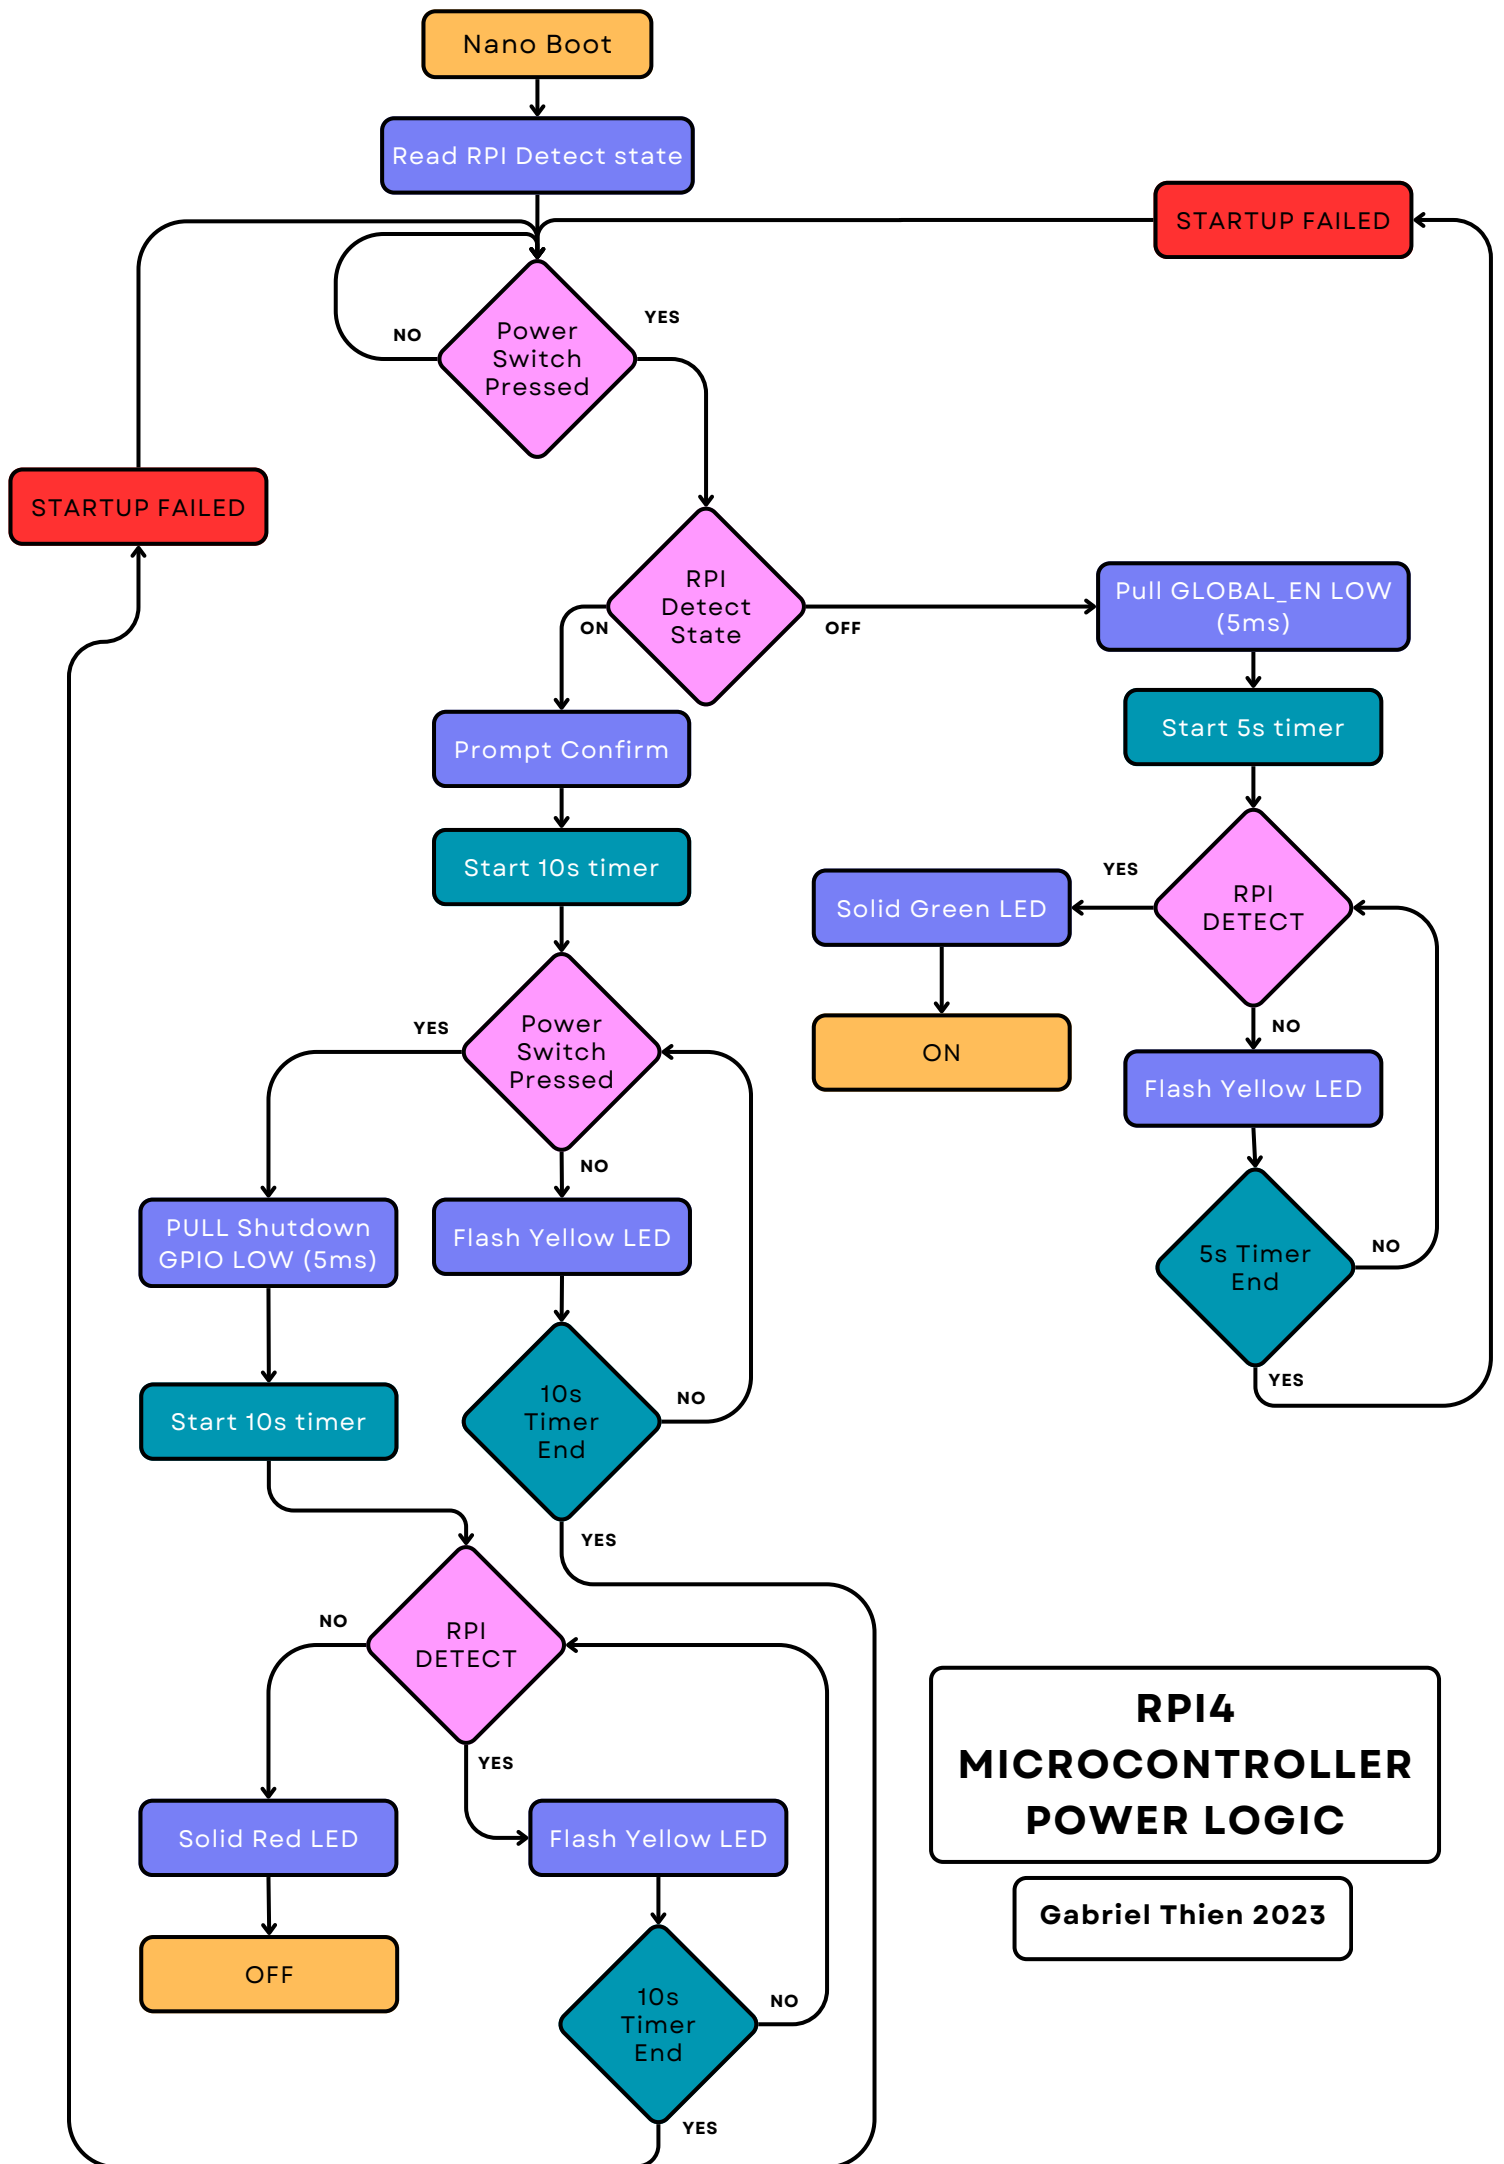 Nano Boot
Read RPI Detect state
STARTUP FAILED
Power
Switch
Pressed
NO
YES
STARTUP FAILED
RPI
Detect
State
ON
OFF
Pull GLOBAL_EN LOW
(5ms)
Prompt Confirm
Start 5s timer
Start 10s timer
RPI
DETECT
YES
Solid Green LED
NO
ON
Flash Yellow LED
Power
Switch
Pressed
YES
NO
PULL Shutdown
GPIO LOW (5ms)
Flash Yellow LED
5s Timer
End
NO
YES
Start 10s timer
10s
Timer
End
NO
YES
RPI
DETECT
NO
YES
Solid Red LED
Flash Yellow LED
OFF
10s
Timer
End
NO
YES
RPI4
MICROCONTROLLER
POWER LOGIC
Gabriel Thien 2023